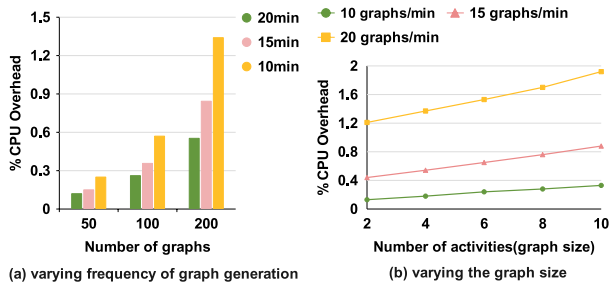 1.5
1.2
0.9
0.6
0.3
0
% CPU Overhead
20min
15min
10min
50 100 200
Number of graphs
(a) varying frequency of graph generation
10 graphs/min 15 graphs/min
20 graphs/min
2
1.6
1.2
0.8
0.4
0
% CPU Overhead
2 4 6 8 10
Number of activities(graph size)
(b) varying the graph size